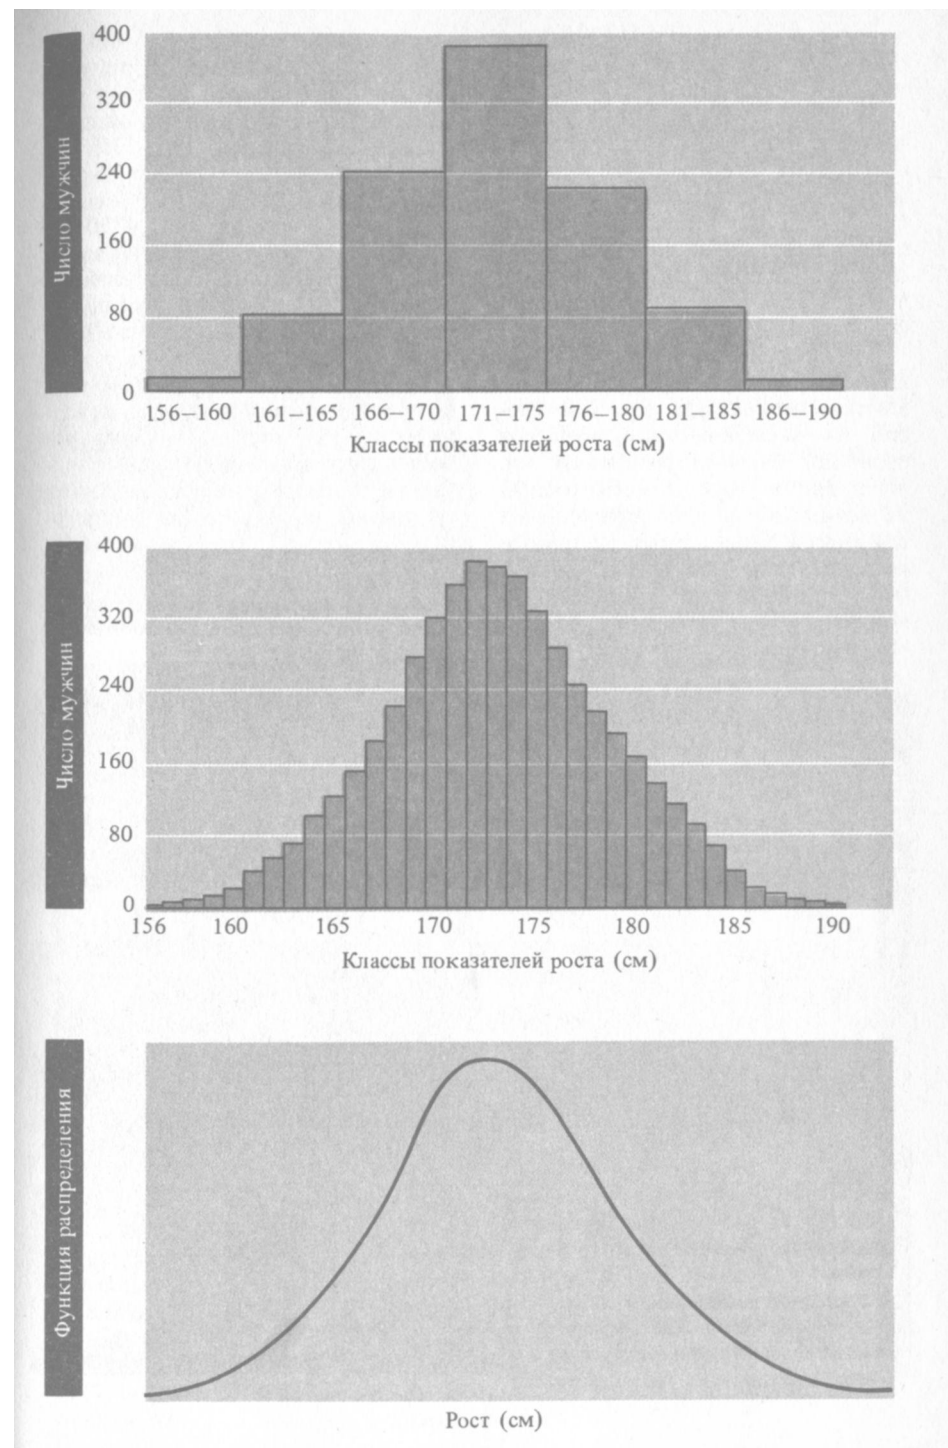 Число мужчин
400
320
240
160
80
0
156–160 161–165 166–170 171–175 176–180 181–185 186–190
Классы показателей роста (см)
Число мужчин
400
320
240
160
80
0
156 160 165 170 175 180 185 190
Классы показателей роста (см)
Функция распределения
Рост (см)